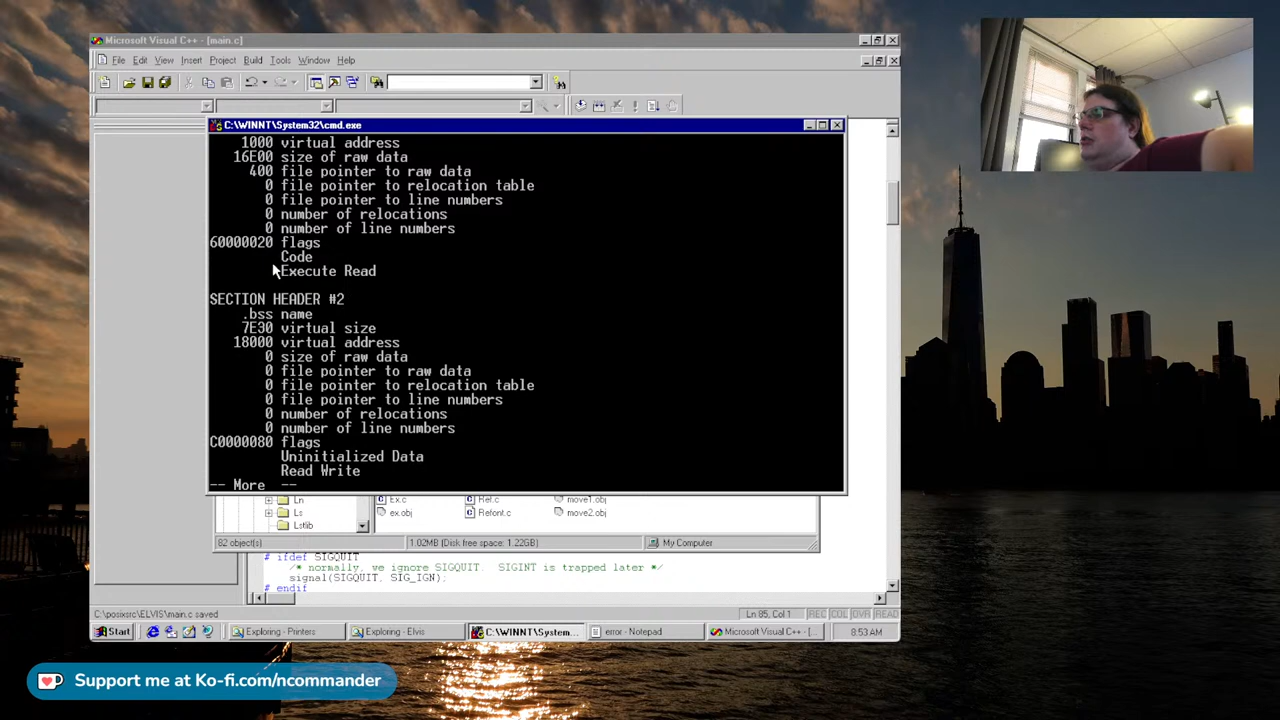 Microsoft Visual C++ - [main.c]
File Edit View Insert Project Build Tools Window Help
C:\WINNT\System32\cmd.exe
1000 virtual address
16E00 size of raw data
400 file pointer to raw data
0 file pointer to relocation table
0 file pointer to line numbers
0 number of relocations
0 number of line numbers
60000020 flags
Code
Execute Read
SECTION HEADER #2
.bss name
7E30 virtual size
18000 virtual address
0 size of raw data
0 file pointer to raw data
0 file pointer to relocation table
0 file pointer to line numbers
0 number of relocations
0 number of line numbers
C0000080 flags
Uninitialized Data
Read Write
-- More --
Ln Ex.c Ref.c move1.obj
Ls ex.obj Refont.c move2.obj
Lstlib
82 object(s) 1.02MB (Disk free space: 1.22GB) My Computer
# ifdef SIGQUIT
/* normally, we ignore SIGQUIT. SIGINT is trapped later */
signal(SIGQUIT, SIG_IGN);
# endif
C:\posixsrc\ELVIS\main.c saved Ln 85, Col 1 REC COL OVR READ
Start Exploring - Printers Exploring - Elvis C:\WINNT\System... error - Notepad Microsoft Visual C++ - [... 8:53 AM
Support me at Ko-fi.com/ncommander